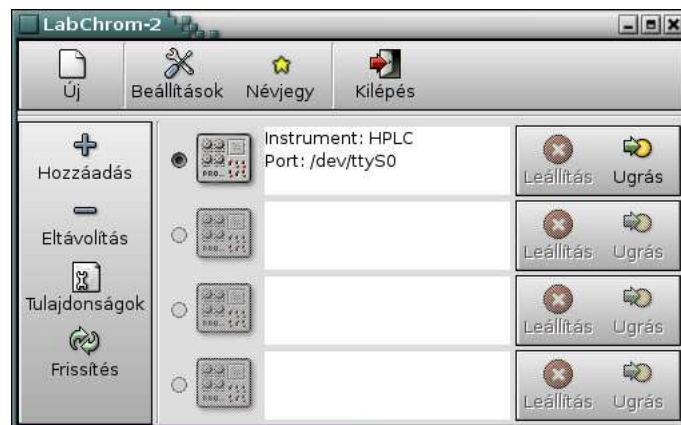 LabChrom-2
Új Beállítások Névjegy Kilépés
Hozzáadás
Eltávolítás
Tulajdonságok
Frissítés
Instrument: HPLC
Port: /dev/ttyS0
Leállítás Ugrás
Leállítás Ugrás
Leállítás Ugrás
Leállítás Ugrás